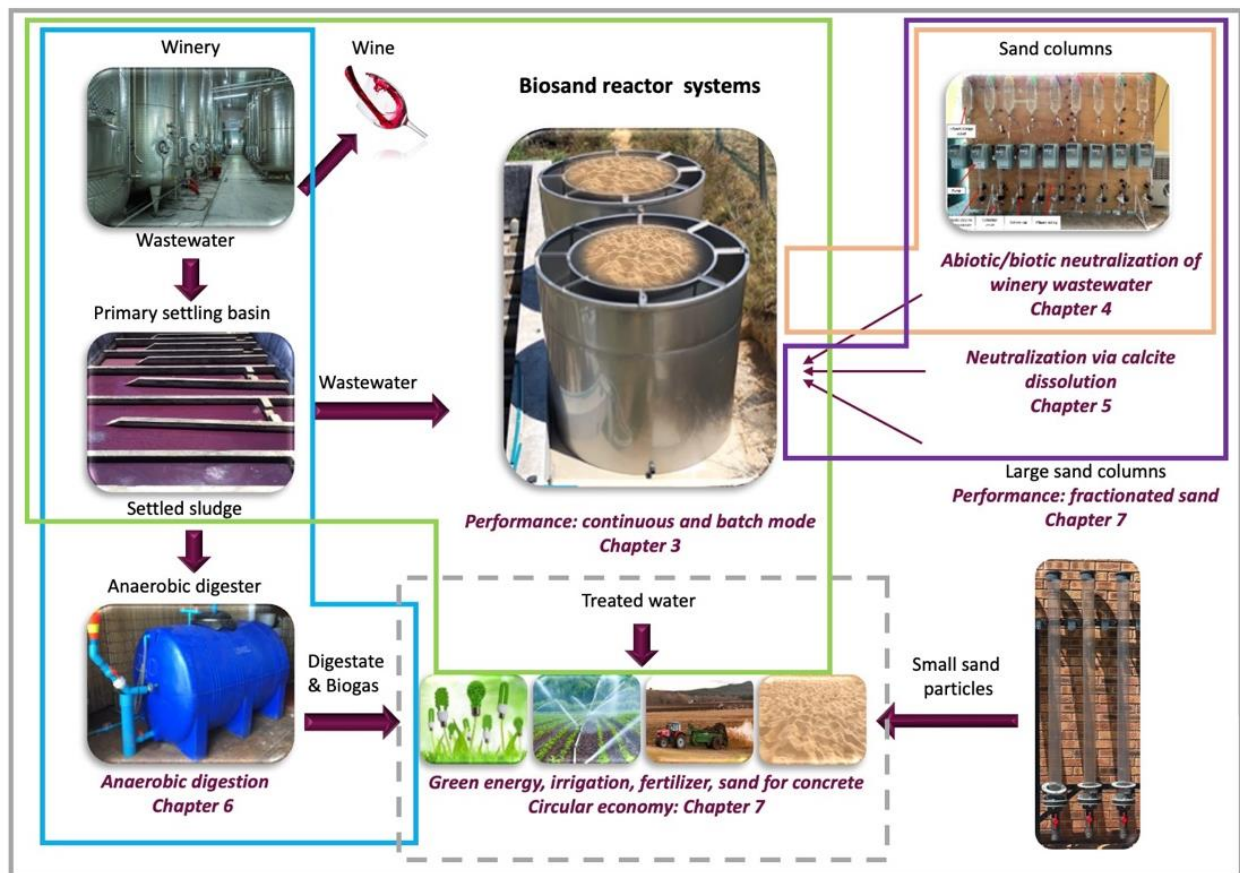 Winery
Wine
Wastewater
Primary settling basin
Wastewater
Settled sludge
Anaerobic digester
Digestate
& Biogas
Anaerobic digestion
Chapter 6
Biosand reactor systems
Performance: continuous and batch mode
Chapter 3
Treated water
Green energy, irrigation, fertilizer, sand for concrete
Circular economy: Chapter 7
Sand columns
Abiotic/biotic neutralization of
winery wastewater
Chapter 4
Neutralization via calcite
dissolution
Chapter 5
Large sand columns
Performance: fractionated sand
Chapter 7
Small sand
particles